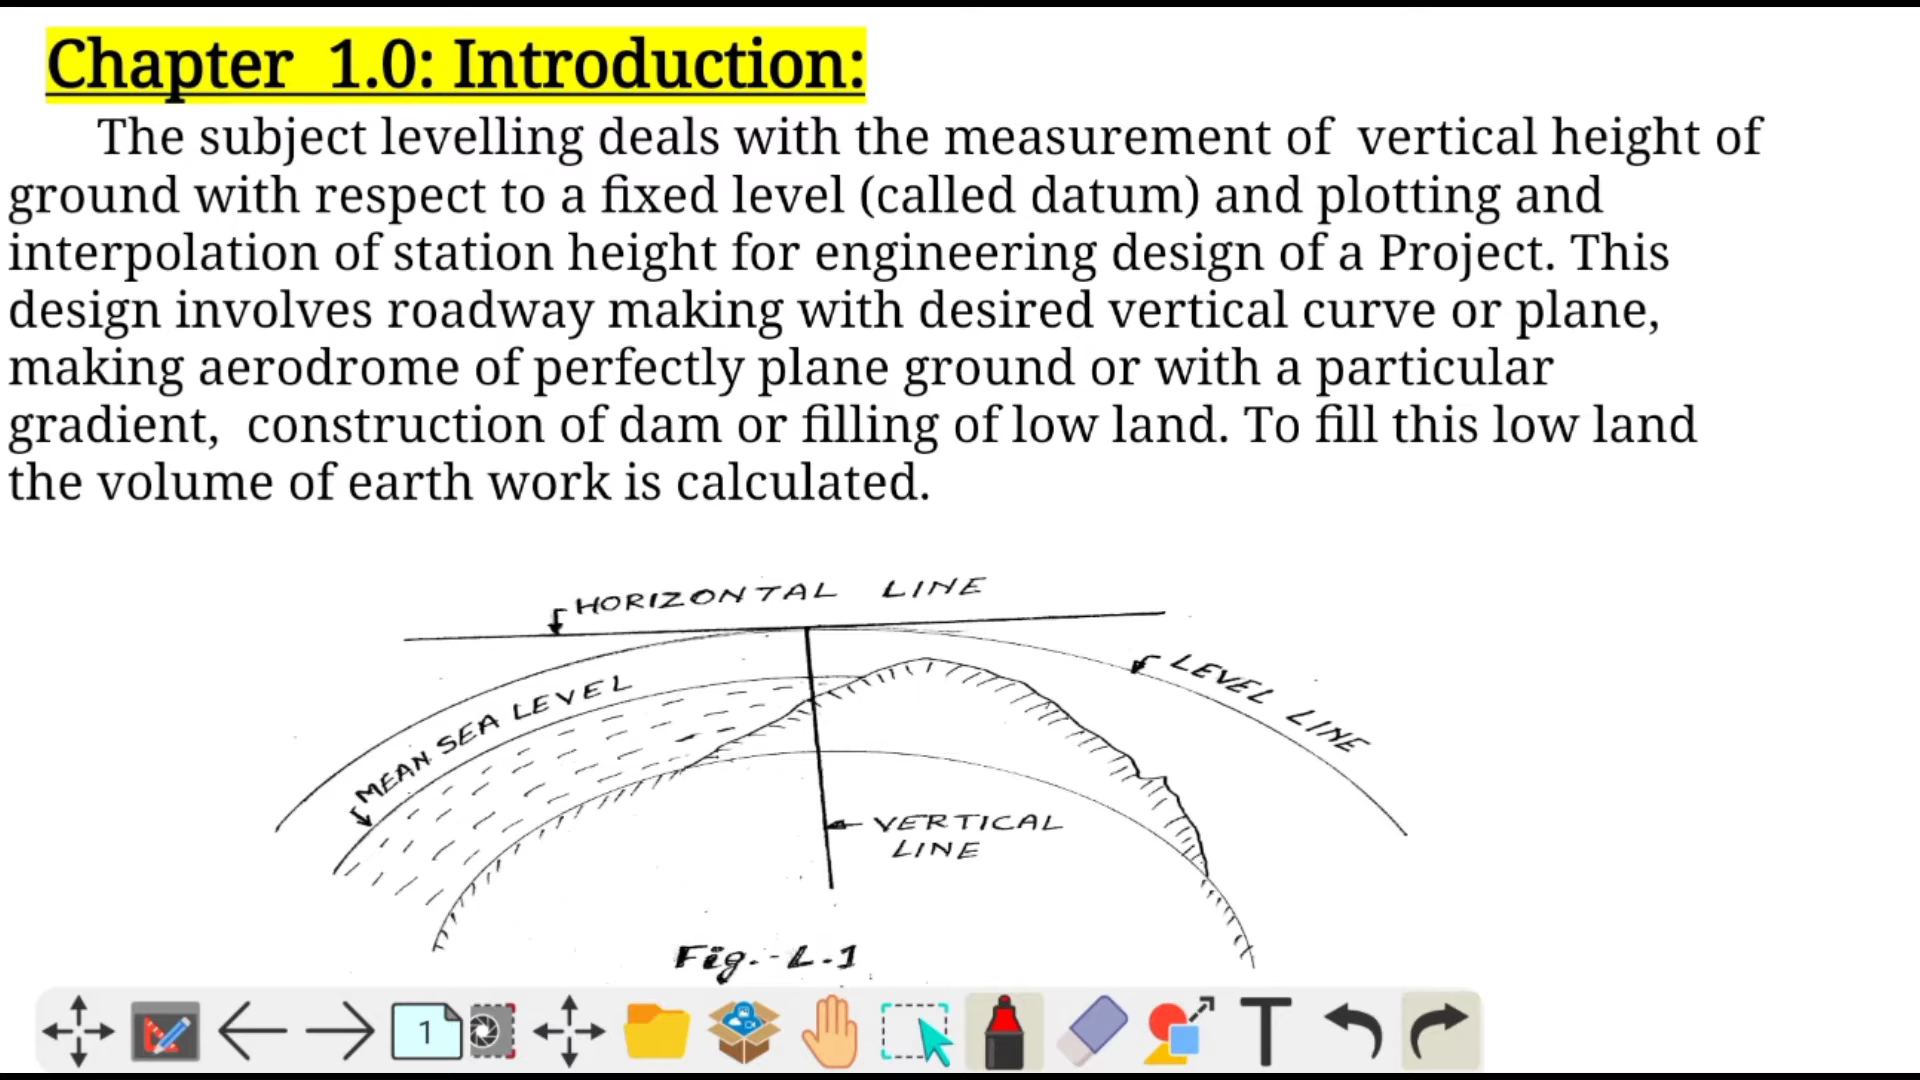 Chapter 1.0: Introduction:
The subject levelling deals with the measurement of vertical height of
ground with respect to a fixed level (called datum) and plotting and
interpolation of station height for engineering design of a Project. This
design involves roadway making with desired vertical curve or plane,
making aerodrome of perfectly plane ground or with a particular
gradient, construction of dam or filling of low land. To fill this low land
the volume of earth work is calculated.
HORIZONTAL LINE
LEVEL LINE
MEAN SEA LEVEL
VERTICAL
LINE
Fig.-L.1
1
T